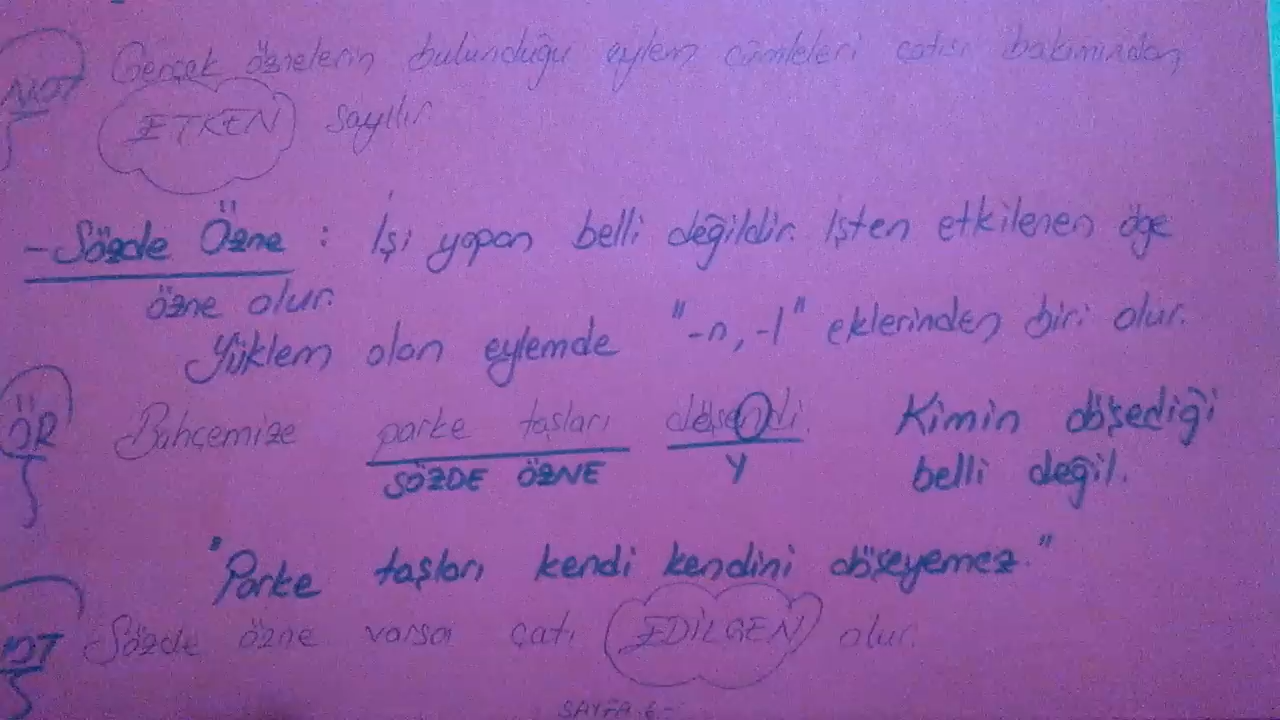 NOT Gerçek öznelerin bulunduğu eylem cümleleri çatısı bakımından
ETKEN sayılır.
- Sözde Özne : İşi yapan belli değildir. İşten etkilenen öge
özne olur.
Yüklem olan eylemde "-n, -l" eklerinden biri olur.
ÖR Bahçemize parke taşları döşendi. Kimin döşediği
SÖZDE ÖZNE Y belli değil.
"Parke taşları kendi kendini döşeyemez."
NOT Sözde özne varsa çatı EDİLGEN olur.
SAYFA 6-